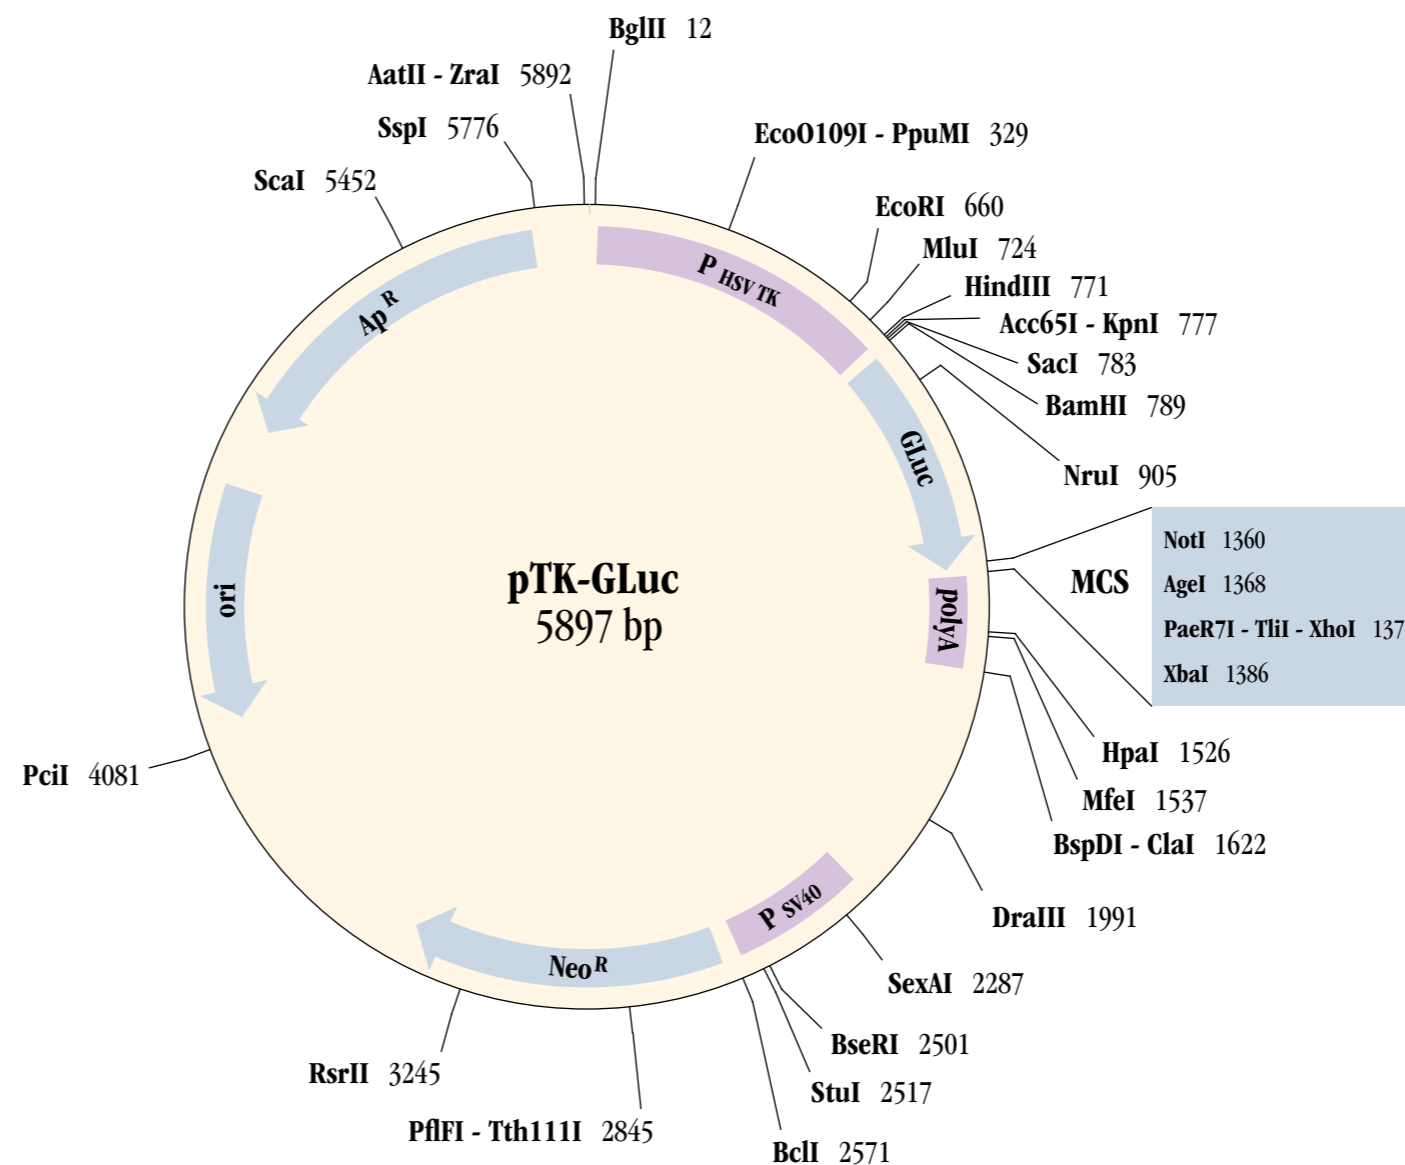 BglII 12
AatII - ZraI 5892
SspI 5776
EcoO109I - PpuMI 329
ScaI 5452
EcoRI 660
MluI 724
HindIII 771
Acc65I - KpnI 777
SacI 783
BamHI 789
NruI 905
P HSV TK
Ap R
GLuc
polyA
ori
pTK-GLuc
5897 bp
MCS
NotI 1360
AgeI 1368
PaeR7I - TliI - XhoI 137
XbaI 1386
HpaI 1526
MfeI 1537
BspDI - ClaI 1622
PciI 4081
DraIII 1991
P SV40
Neo R
SexAI 2287
BseRI 2501
RsrII 3245
StuI 2517
PflFI - Tth111I 2845
BclI 2571